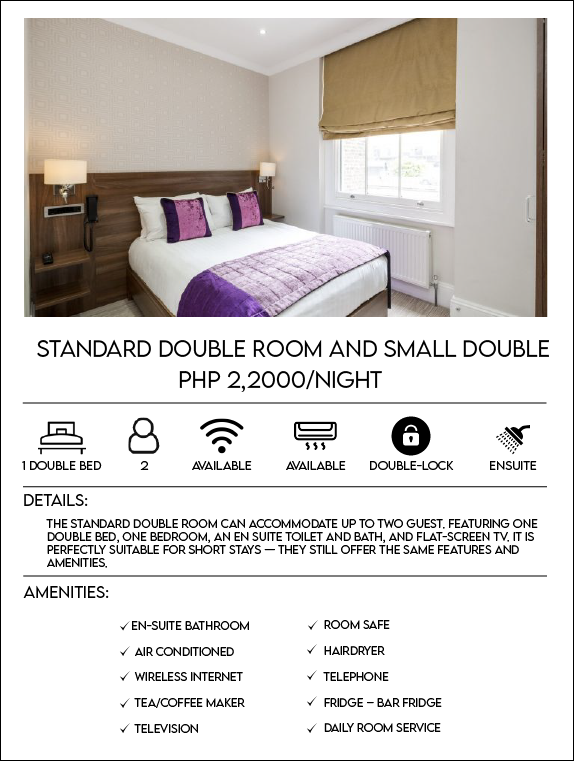 STANDARD DOUBLE ROOM AND SMALL DOUBLE
PHP 2,2000/NIGHT
1 DOUBLE BED 2 AVAILABLE AVAILABLE DOUBLE-LOCK ENSUITE
DETAILS:
THE STANDARD DOUBLE ROOM CAN ACCOMMODATE UP TO TWO GUEST. FEATURING ONE
DOUBLE BED, ONE BEDROOM, AN EN SUITE TOILET AND BATH, AND FLAT-SCREEN TV. IT IS
PERFECTLY SUITABLE FOR SHORT STAYS — THEY STILL OFFER THE SAME FEATURES AND
AMENITIES.
AMENITIES:
✓ EN-SUITE BATHROOM
✓ AIR CONDITIONED
✓ WIRELESS INTERNET
✓ TEA/COFFEE MAKER
✓ TELEVISION
✓ ROOM SAFE
✓ HAIRDRYER
✓ TELEPHONE
✓ FRIDGE – BAR FRIDGE
✓ DAILY ROOM SERVICE